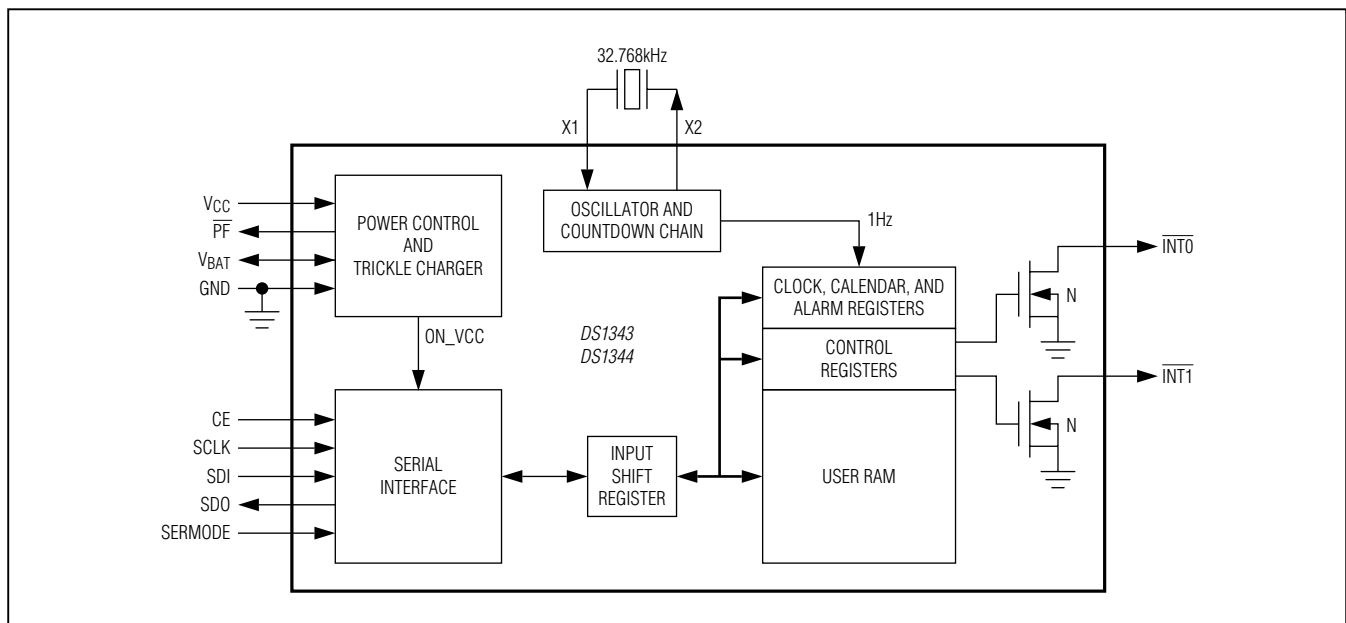 32.768kHz
X1
X2
VCC
PF
VBAT
GND
POWER CONTROL
AND
TRICKLE CHARGER
OSCILLATOR AND
COUNTDOWN CHAIN
1Hz
INT0
CLOCK, CALENDAR, AND
ALARM REGISTERS
N
ON_VCC
DS1343
DS1344
CONTROL
REGISTERS
INT1
CE
SCLK
SDI
SDO
SERMODE
SERIAL
INTERFACE
INPUT
SHIFT
REGISTER
USER RAM
N